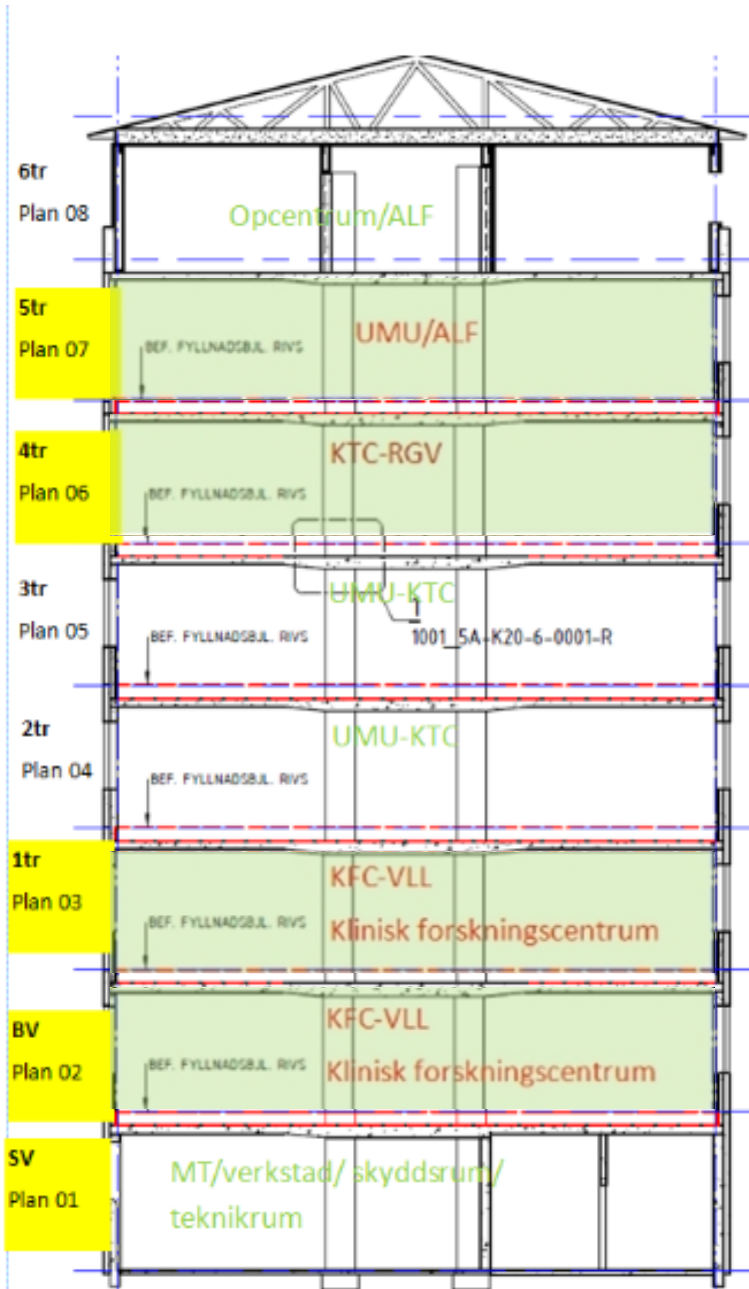 6tr
Plan 08
Opcentrum/ALF
5tr
Plan 07
BEF. FYLLNADSBJL. RIVS
UMU/ALF
4tr
Plan 06
BEF. FYLLNADSBJL. RIVS
KTC-RGV
3tr
Plan 05
BEF. FYLLNADSBJL. RIVS
UMU-KTC
1
1001_5A-K20-6-0001-R
2tr
Plan 04
BEF. FYLLNADSBJL. RIVS
UMU-KTC
1tr
Plan 03
BEF. FYLLNADSBJL. RIVS
KFC-VLL
Klinisk forskningscentrum
BV
Plan 02
BEF. FYLLNADSBJL. RIVS
KFC-VLL
Klinisk forskningscentrum
SV
Plan 01
MT/verkstad/ skyddsrum/
teknikrum